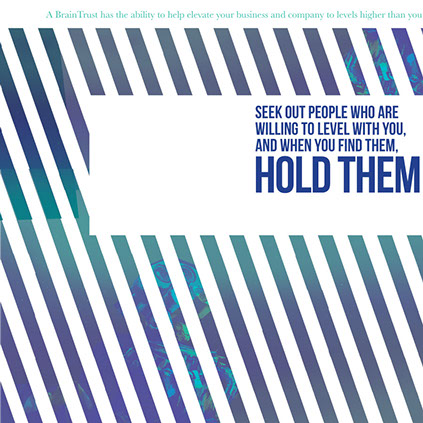 A BrainTrust has the ability to help elevate your business and company to levels higher than you
SEEK OUT PEOPLE WHO ARE
WILLING TO LEVEL WITH YOU,
AND WHEN YOU FIND THEM,
HOLD THEM